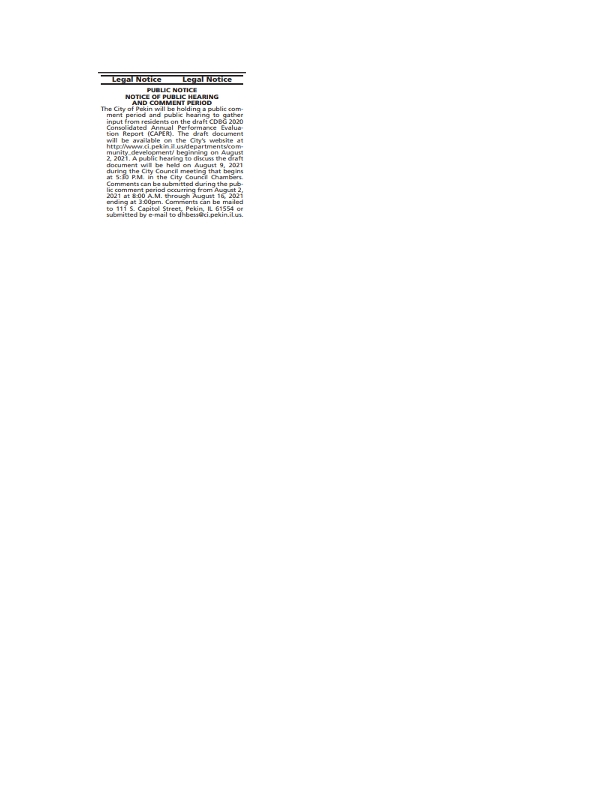 Legal Notice Legal Notice
PUBLIC NOTICE
NOTICE OF PUBLIC HEARING
AND COMMENT PERIOD
The City of Pekin will be holding a public com-
ment period and public hearing to gather
input from residents on the draft CDBG 2020
Consolidated Annual Performance Evalua-
tion Report (CAPER). The draft document
will be available on the City's website at
http://www.ci.pekin.il.us/departments/com-
munity_development/ beginning on August
2, 2021. A public hearing to discuss the draft
document will be held on August 9, 2021
during the City Council meeting that begins
at 5:30 P.M. in the City Council Chambers.
Comments can be submitted during the pub-
lic comment period occurring from August 2,
2021 at 8:00 A.M. through August 16, 2021
ending at 3:00pm. Comments can be mailed
to 111 S. Capitol Street, Pekin, IL 61554 or
submitted by e-mail to dhbess@ci.pekin.il.us.